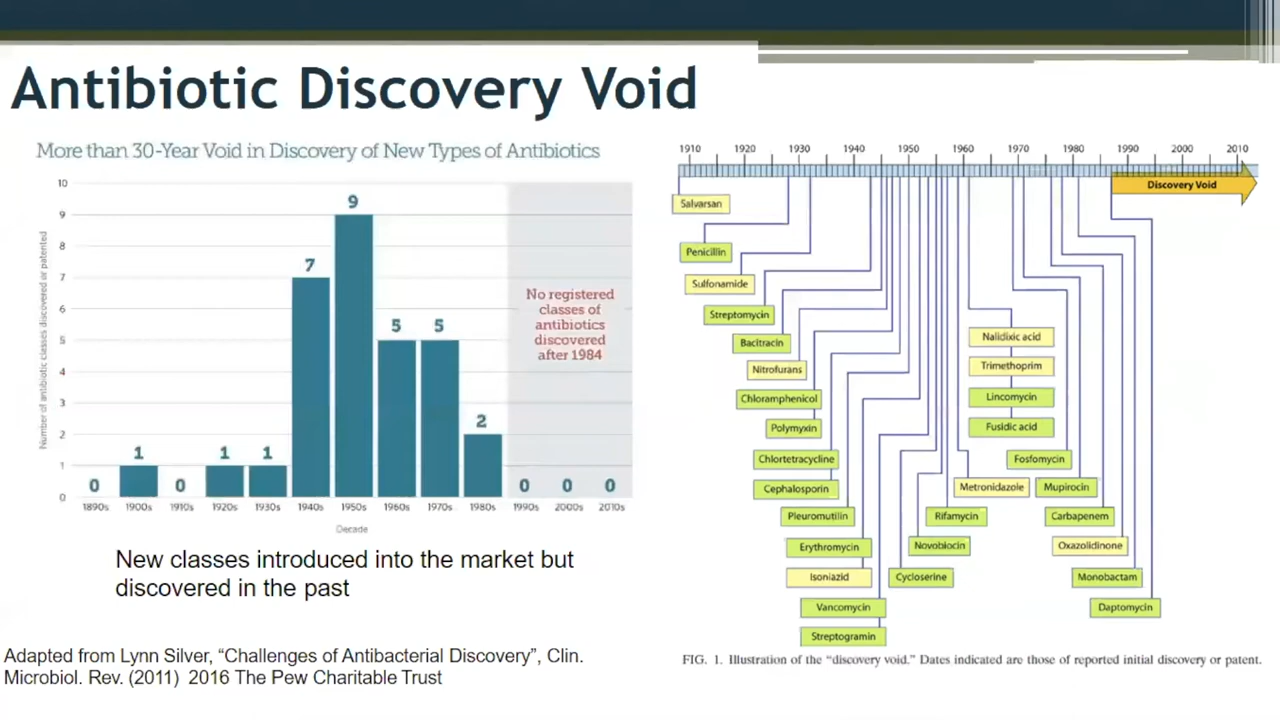 Antibiotic Discovery Void
More than 30-Year Void in Discovery of New Types of Antibiotics
Number of antibiotic classes discovered or patented
10
9
8
7
6
5
4
3
2
1
0
0
1
0
1
1
7
9
5
5
2
0
0
0
No registered
classes of
antibiotics
discovered
after 1984
1890s 1900s 1910s 1920s 1930s 1940s 1950s 1960s 1970s 1980s 1990s 2000s 2010s
Decade
New classes introduced into the market but
discovered in the past
Adapted from Lynn Silver, “Challenges of Antibacterial Discovery”, Clin.
Microbiol. Rev. (2011) 2016 The Pew Charitable Trust
1910 1920 1930 1940 1950 1960 1970 1980 1990 2000 2010
Discovery Void
Salvarsan
Penicillin
Sulfonamide
Streptomycin
Bacitracin
Nitrofurans
Chloramphenicol
Polymyxin
Chlortetracycline
Cephalosporin
Pleuromutilin
Erythromycin
Isoniazid
Vancomycin
Streptogramin
Cycloserine
Novobiocin
Rifamycin
Metronidazole
Nalidixic acid
Trimethoprim
Lincomycin
Fusidic acid
Fosfomycin
Mupirocin
Carbapenem
Oxazolidinone
Monobactam
Daptomycin
FIG. 1. Illustration of the “discovery void.” Dates indicated are those of reported initial discovery or patent.